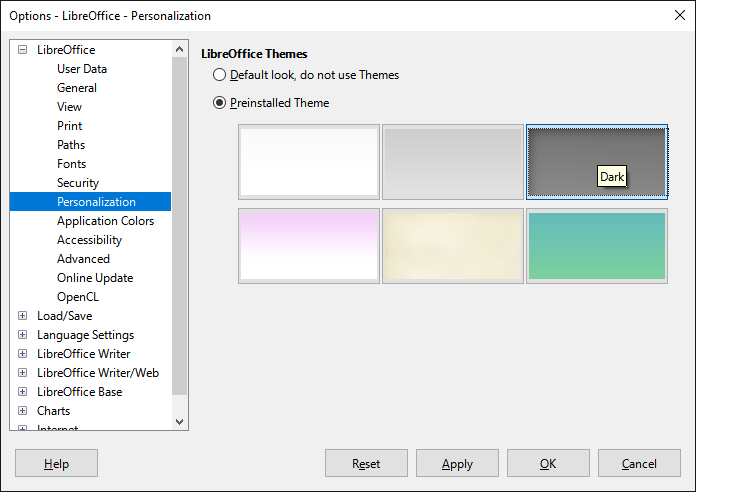 Options - LibreOffice - Personalization
LibreOffice
User Data
General
View
Print
Paths
Fonts
Security
Personalization
Application Colors
Accessibility
Advanced
Online Update
OpenCL
Load/Save
Language Settings
LibreOffice Writer
LibreOffice Writer/Web
LibreOffice Base
Charts
Internet
LibreOffice Themes
Default look, do not use Themes
Preinstalled Theme
Dark
Help
Reset
Apply
OK
Cancel